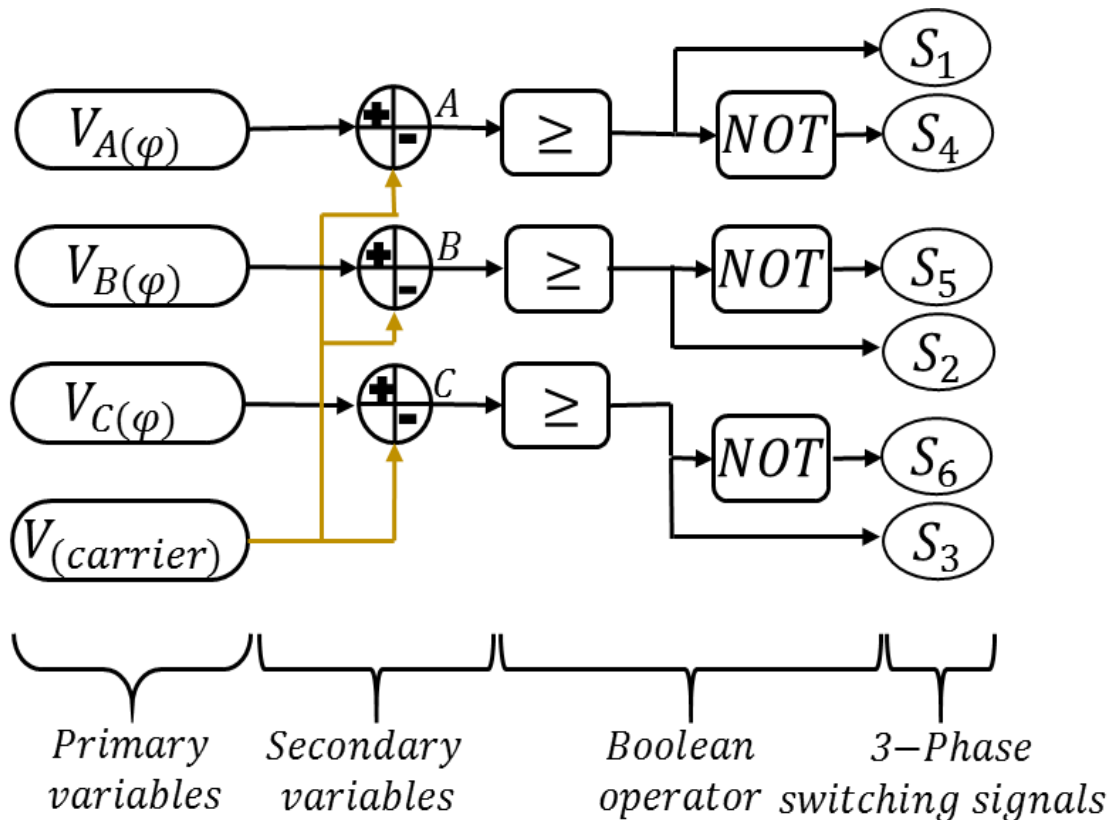 S₁
V_A(φ) + - A ≥ NOT S₄
V_B(φ) + - B ≥ NOT S₅
S₂
V_C(φ) + - C ≥
NOT S₆
V_(carrier) S₃
Primary
variables
Secondary
variables
Boolean
operator
3-Phase
switching signals